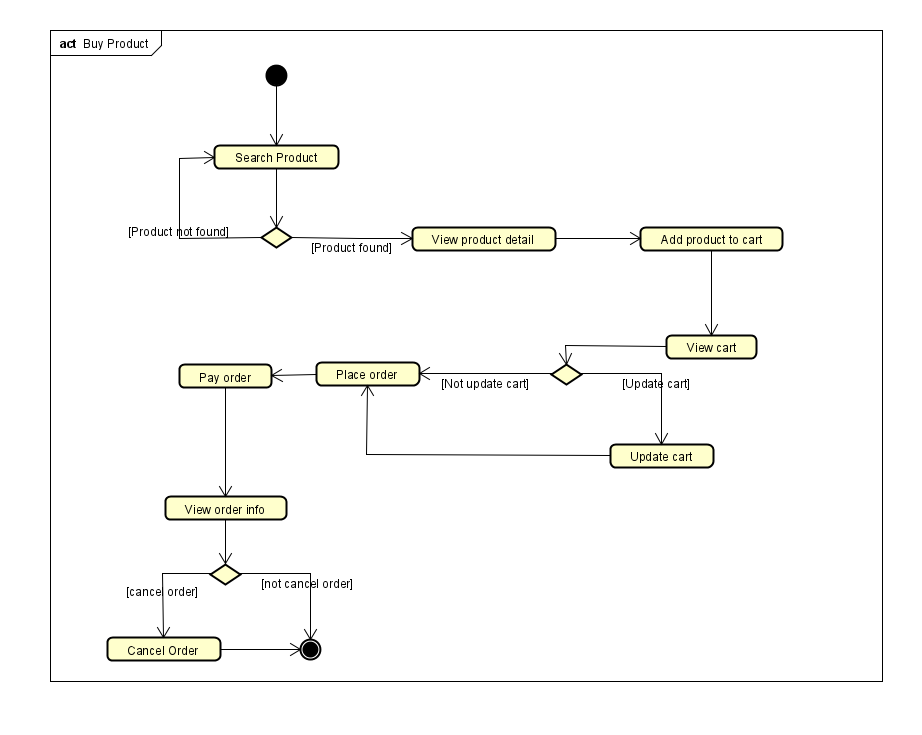 act Buy Product
Search Product
[Product not found]
[Product found]
View product detail
Add product to cart
View cart
Pay order
Place order
[Not update cart]
[Update cart]
Update cart
View order info
[cancel order]
[not cancel order]
Cancel Order